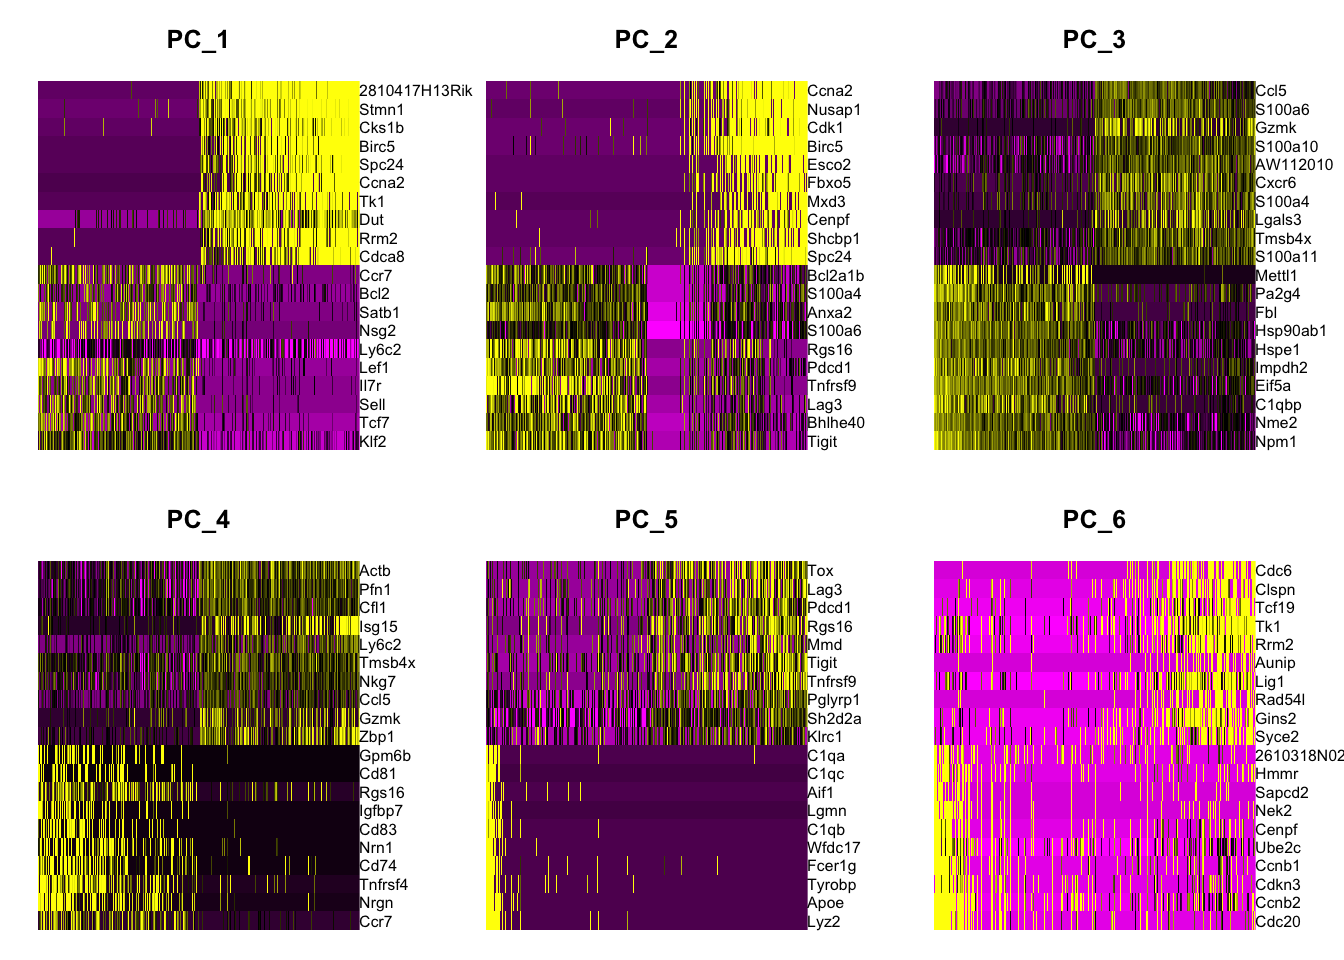 PC_1
2810417H13Rik
Stmn1
Cks1b
Birc5
Spc24
Ccna2
Tk1
Dut
Rrm2
Cdca8
Ccr7
Bcl2
Satb1
Nsg2
Ly6c2
Lef1
Il7r
Sell
Tcf7
Klf2
PC_2
Ccna2
Nusap1
Cdk1
Birc5
Esco2
Fbxo5
Mxd3
Cenpf
Shcbp1
Spc24
Bcl2a1b
S100a4
Anxa2
S100a6
Rgs16
Pdcd1
Tnfrsf9
Lag3
Bhlhe40
Tigit
PC_3
Ccl5
S100a6
Gzmk
S100a10
AW112010
Cxcr6
S100a4
Lgals3
Tmsb4x
S100a11
Mettl1
Pa2g4
Fbl
Hsp90ab1
Hspe1
Impdh2
Eif5a
C1qbp
Nme2
Npm1
PC_4
Actb
Pfn1
Cfl1
Isg15
Ly6c2
Tmsb4x
Nkg7
Ccl5
Gzmk
Zbp1
Gpm6b
Cd81
Rgs16
Igfbp7
Cd83
Nrn1
Cd74
Tnfrsf4
Nrgn
Ccr7
PC_5
Tox
Lag3
Pdcd1
Rgs16
Mmd
Tigit
Tnfrsf9
Pglyrp1
Sh2d2a
Klrc1
C1qa
C1qc
Aif1
Lgmn
C1qb
Wfdc17
Fcer1g
Tyrobp
Apoe
Lyz2
PC_6
Cdc6
Clspn
Tcf19
Tk1
Rrm2
Aunip
Lig1
Rad54l
Gins2
Syce2
2610318N02
Hmmr
Sapcd2
Nek2
Cenpf
Ube2c
Ccnb1
Cdkn3
Ccnb2
Cdc20